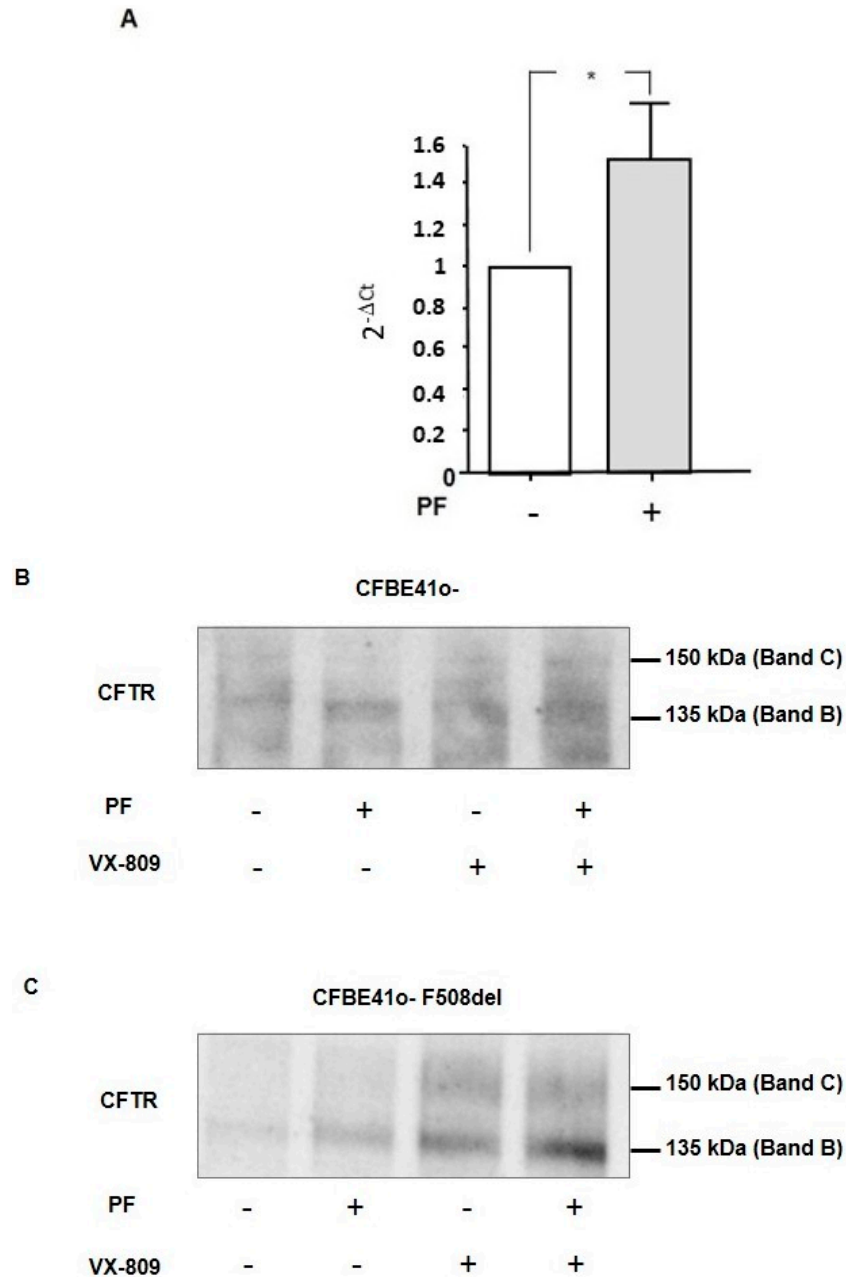 A
*
1.6
1.4
1.2
1
0.8
0.6
0.4
0.2
0
2^-ΔCt
PF - +
B
CFBE41o-
CFTR
150 kDa (Band C)
135 kDa (Band B)
PF - + - +
VX-809 - - + +
C
CFBE41o- F508del
CFTR
150 kDa (Band C)
135 kDa (Band B)
PF - + - +
VX-809 - - + +